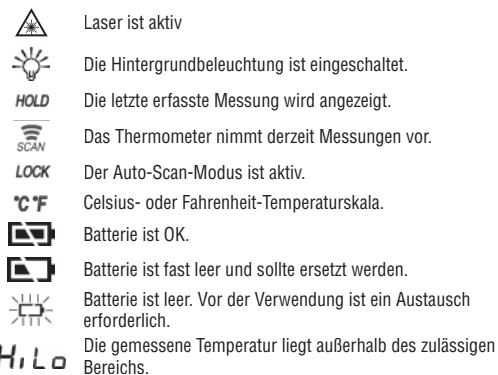 Laser ist aktiv
Die Hintergrundbeleuchtung ist eingeschaltet.
HOLD Die letzte erfasste Messung wird angezeigt.
SCAN Das Thermometer nimmt derzeit Messungen vor.
LOCK Der Auto-Scan-Modus ist aktiv.
°C °F Celsius- oder Fahrenheit-Temperaturskala.
Batterie ist OK.
Batterie ist fast leer und sollte ersetzt werden.
Batterie ist leer. Vor der Verwendung ist ein Austausch
erforderlich.
Hi Lo Die gemessene Temperatur liegt außerhalb des zulässigen
Bereichs.